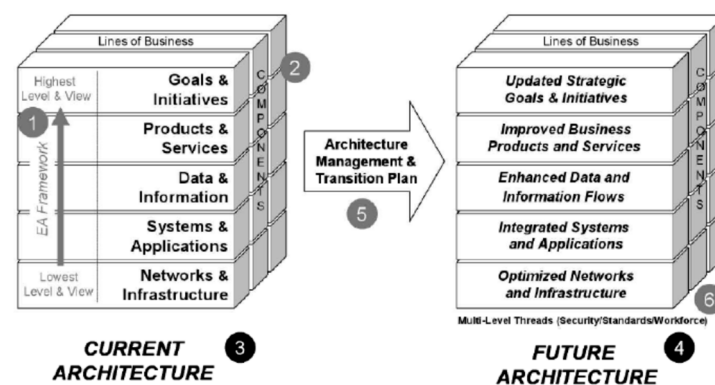 Lines of Business
Highest
Level & View
Goals &
Initiatives
COMPONENTS
2
1
EA Framework
Products &
Services
Data &
Information
Systems &
Applications
Lowest
Level & View
Networks &
Infrastructure
CURRENT
ARCHITECTURE
3
Architecture
Management &
Transition Plan
5
Lines of Business
Updated Strategic
Goals & Initiatives
COMPONENTS
Improved Business
Products and Services
Enhanced Data and
Information Flows
Integrated Systems
and Applications
Optimized Networks
and Infrastructure
6
Multi-Level Threads (Security/Standards/Workforce)
FUTURE
ARCHITECTURE
4